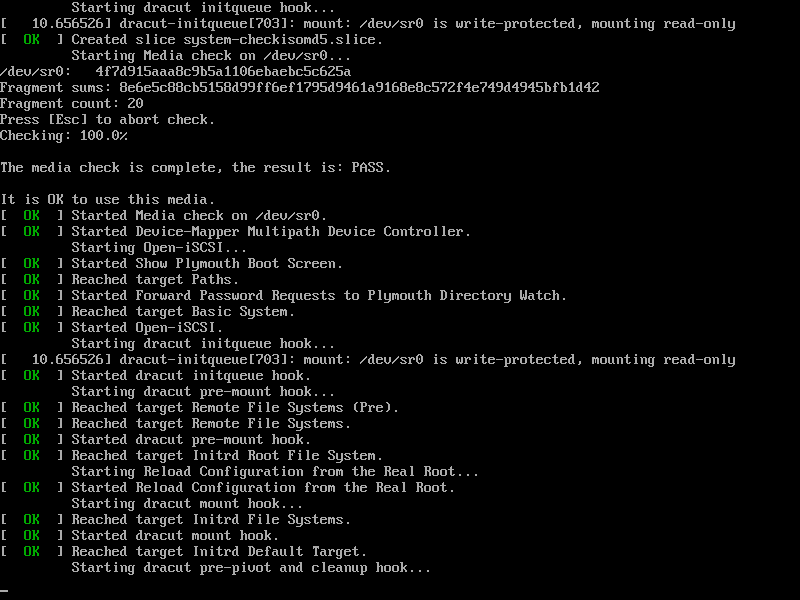 Starting dracut initqueue hook...
[   10.656526] dracut-initqueue[703]: mount: /dev/sr0 is write-protected, mounting read-only
[  OK  ] Created slice system-checkisomd5.slice.
Starting Media check on /dev/sr0...
/dev/sr0:   4f7d915aaa8c9b5a1106ebaebc5c625a
Fragment sums: 8e6e5c88cb5158d99ff6ef1795d9461a9168e8c572f4e749d4945bfb1d42
Fragment count: 20
Press [Esc] to abort check.
Checking: 100.0%
The media check is complete, the result is: PASS.
It is OK to use this media.
[  OK  ] Started Media check on /dev/sr0.
[  OK  ] Started Device-Mapper Multipath Device Controller.
Starting Open-iSCSI...
[  OK  ] Started Show Plymouth Boot Screen.
[  OK  ] Reached target Paths.
[  OK  ] Started Forward Password Requests to Plymouth Directory Watch.
[  OK  ] Reached target Basic System.
[  OK  ] Started Open-iSCSI.
Starting dracut initqueue hook...
[   10.656526] dracut-initqueue[703]: mount: /dev/sr0 is write-protected, mounting read-only
[  OK  ] Started dracut initqueue hook.
Starting dracut pre-mount hook...
[  OK  ] Reached target Remote File Systems (Pre).
[  OK  ] Reached target Remote File Systems.
[  OK  ] Started dracut pre-mount hook.
[  OK  ] Reached target Initrd Root File System.
Starting Reload Configuration from the Real Root...
[  OK  ] Started Reload Configuration from the Real Root.
Starting dracut mount hook...
[  OK  ] Reached target Initrd File Systems.
[  OK  ] Started dracut mount hook.
[  OK  ] Reached target Initrd Default Target.
Starting dracut pre-pivot and cleanup hook...